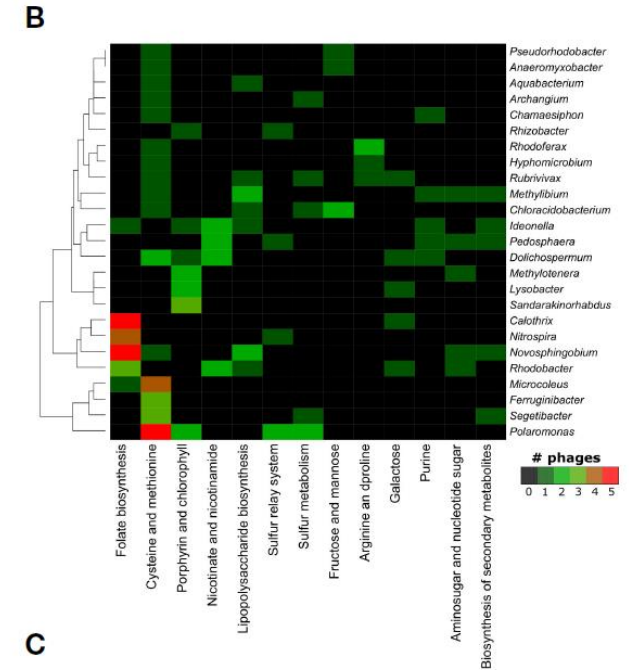 B
Pseudorhodobacter
Anaeromyxobacter
Aquabacterium
Archangium
Chamaesiphon
Rhizobacter
Rhodoferax
Hyphomicrobium
Rubrivivax
Methylibium
Chloracidobacterium
Ideonella
Pedosphaera
Dolichospermum
Methylotenera
Lysobacter
Sandarakinorhabdus
Calothrix
Nitrospira
Novosphingobium
Rhodobacter
Microcoleus
Ferruginibacter
Segetibacter
Polaromonas
Folate biosynthesis
Cysteine and methionine
Porphyrin and chlorophyll
Nicotinate and nicotinamide
Lipopolysaccharide biosynthesis
Sulfur relay system
Sulfur metabolism
Fructose and mannose
Arginine an dproline
Galactose
Purine
Aminosugar and nucleotide sugar
Biosynthesis of secondary metabolites
# phages
0 1 2 3 4 5
C